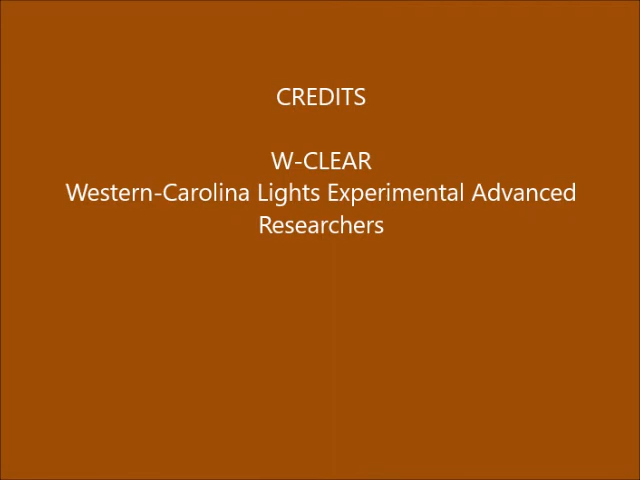 CREDITS
W-CLEAR
Western-Carolina Lights Experimental Advanced
Researchers